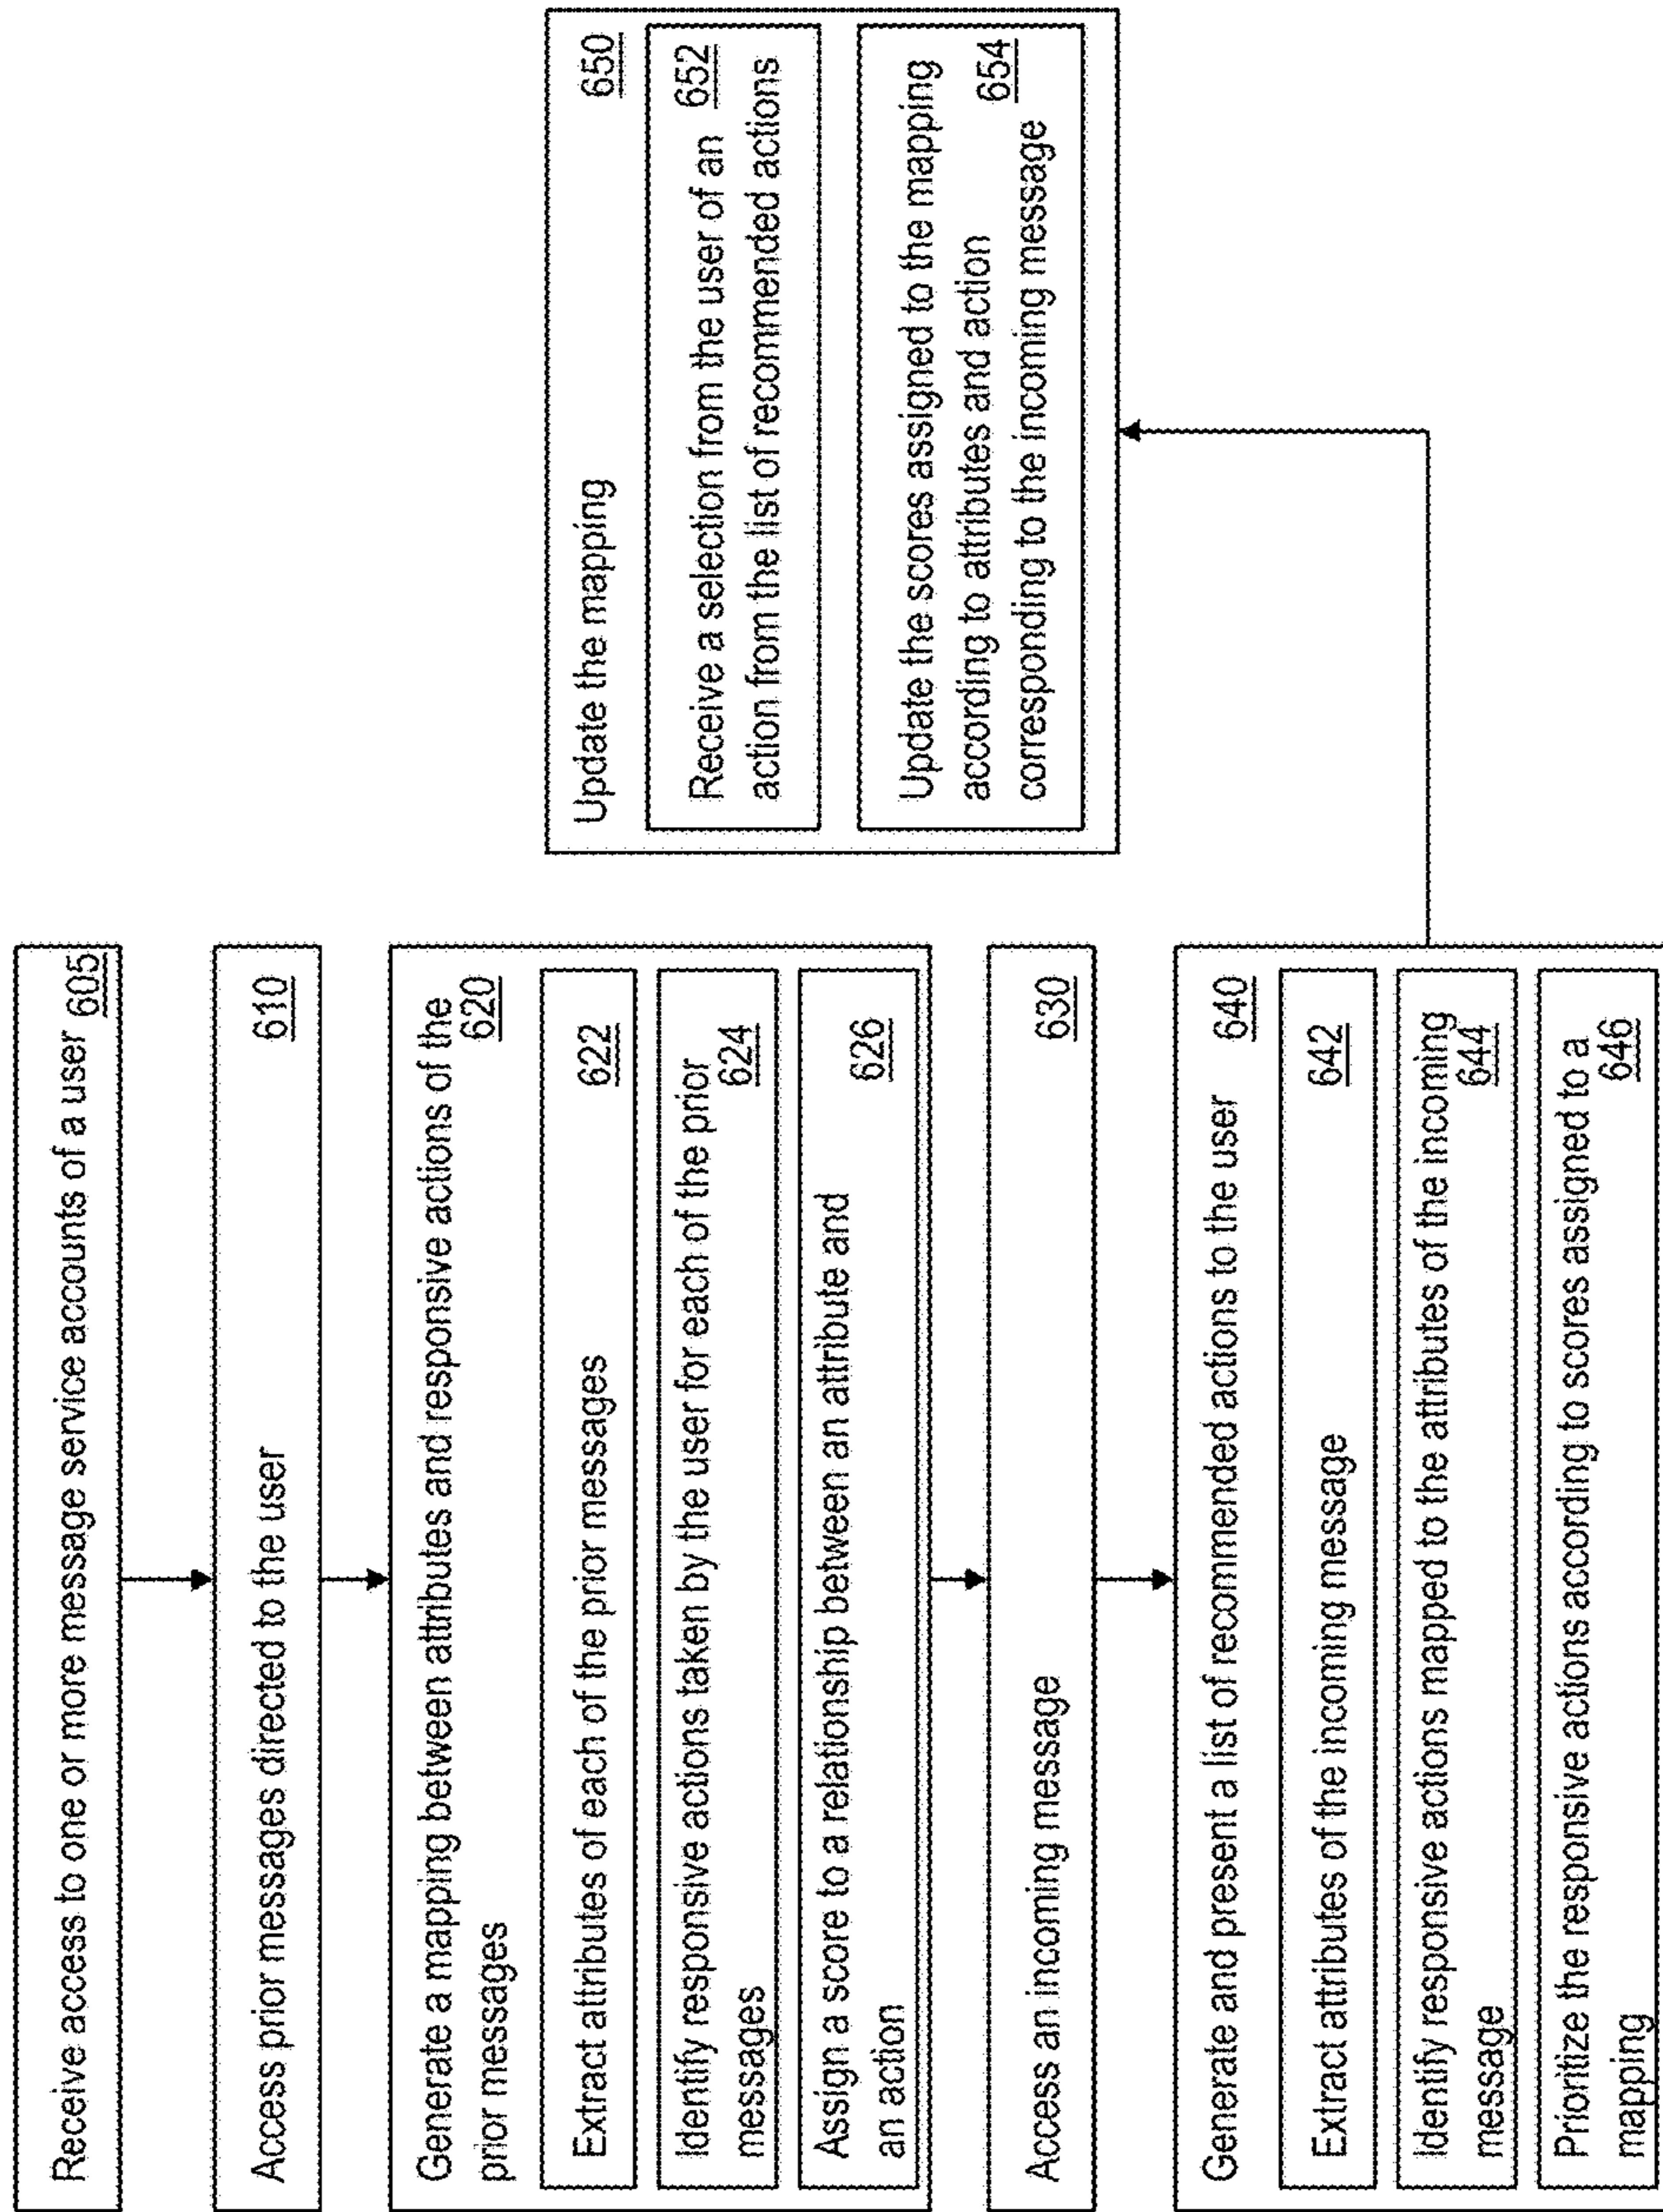 Receive access to one or more message service accounts of a user 605
Access prior messages directed to the user 610
Generate a mapping between attributes and responsive actions of the
prior messages 620
Extract attributes of each of the prior messages 622
Identify responsive actions taken by the user for each of the prior
messages 624
Assign a score to a relationship between an attribute and
an action 626
Access an incoming message 630
Generate and present a list of recommended actions to the user 640
Extract attributes of the incoming message 642
Identify responsive actions mapped to the attributes of the incoming
message 644
Prioritize the responsive actions according to scores assigned to a
mapping 646
Update the mapping 650
Receive a selection from the user of an 652
action from the list of recommended actions
Update the scores assigned to the mapping
according to attributes and action 654
corresponding to the incoming message